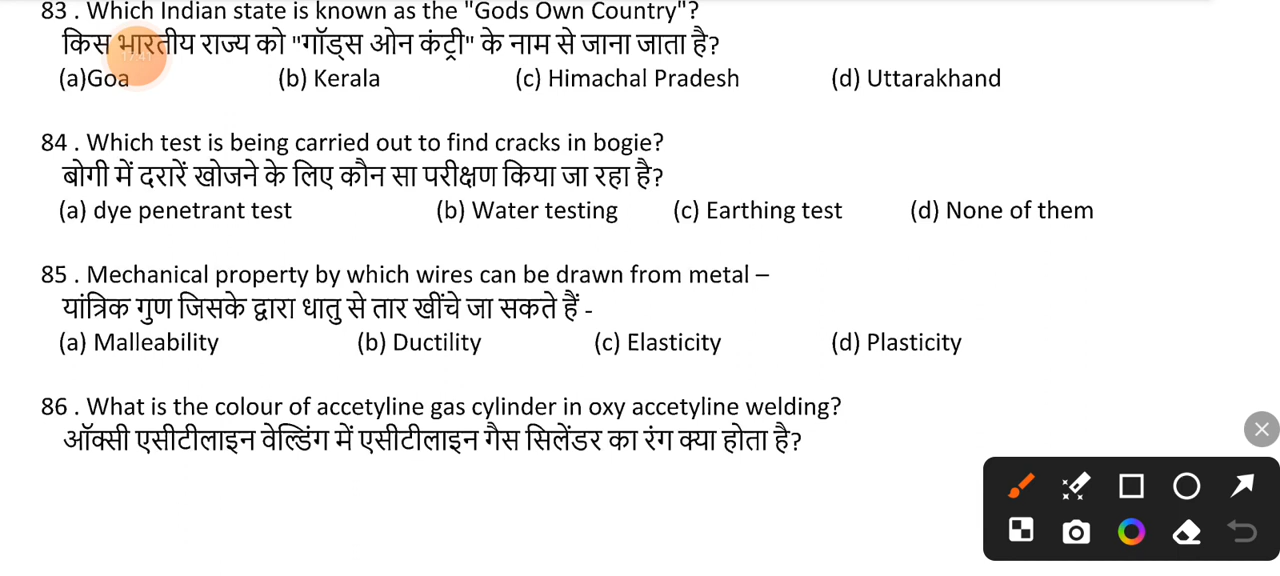 83 . Which Indian state is known as the "Gods Own Country"?
किस भारतीय राज्य को "गॉड्स ओन कंट्री" के नाम से जाना जाता है?
(a)Goa (b) Kerala (c) Himachal Pradesh (d) Uttarakhand
84 . Which test is being carried out to find cracks in bogie?
बोगी में दरारें खोजने के लिए कौन सा परीक्षण किया जा रहा है?
(a) dye penetrant test (b) Water testing (c) Earthing test (d) None of them
85 . Mechanical property by which wires can be drawn from metal –
यांत्रिक गुण जिसके द्वारा धातु से तार खींचे जा सकते हैं -
(a) Malleability (b) Ductility (c) Elasticity (d) Plasticity
86 . What is the colour of accetyline gas cylinder in oxy accetyline welding?
ऑक्सी एसीटीलाइन वेल्डिंग में एसीटीलाइन गैस सिलेंडर का रंग क्या होता है?